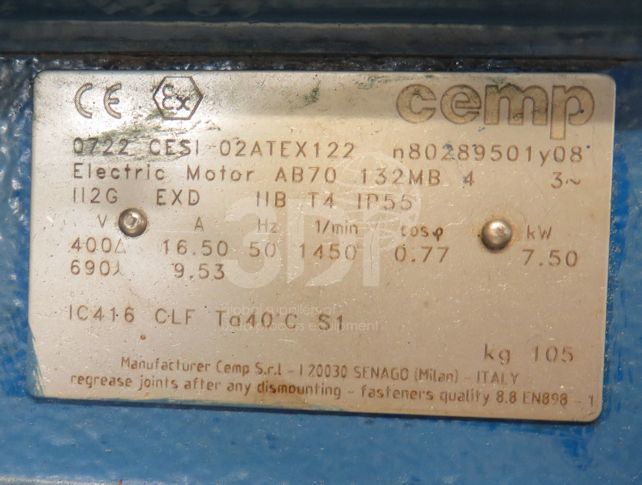 CE Ex cemp
0722 CESI 02ATEX122 n80289501y08
Electric Motor AB70 132MB 4 3~
II2G EXD IIB T4 IP55
V A Hz 1/min cosφ kW
400Δ 16.50 50 1450 0.77 7.50
690⅄ 9.53
IC416 CLF Ta40°C S1
kg 105
Manufacturer Cemp S.r.l - I 20030 SENAGO (Milan) - ITALY
regrease joints after any dismounting - fasteners quality 8.8 EN898 - 1